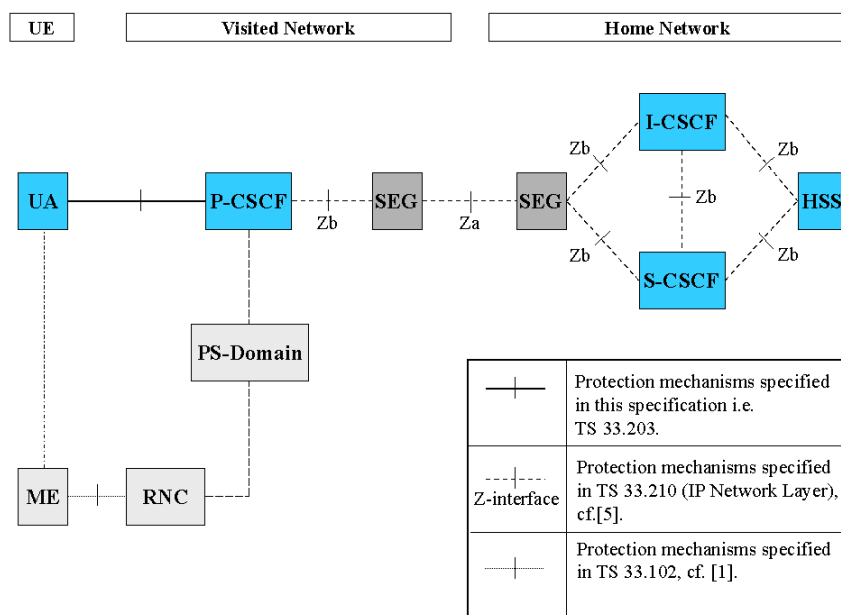 UE
Visited Network
Home Network
I-CSCF
Zb
Zb
UA
P-CSCF
SEG
SEG
Zb
HSS
Zb
Za
Zb
Zb
S-CSCF
PS-Domain
ME
RNC
Protection mechanisms specified
in this specification i.e.
TS 33.203.
Z-interface
Protection mechanisms specified
in TS 33.210 (IP Network Layer),
cf.[5].
Protection mechanisms specified
in TS 33.102, cf. [1].